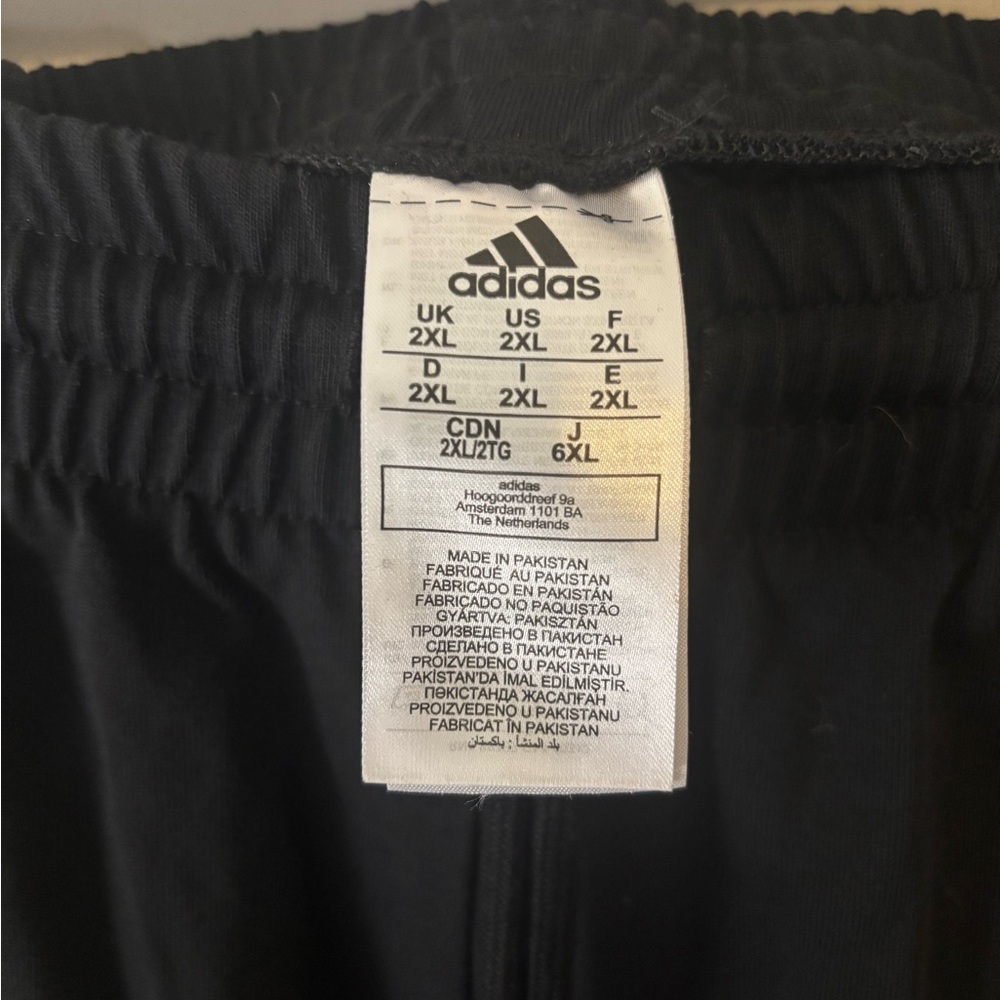 adidas
UK US F
2XL 2XL 2XL
D I E
2XL 2XL 2XL
CDN J
2XL/2TG 6XL
adidas
Hoogoorddreef 9a
Amsterdam 1101 BA
The Netherlands
MADE IN PAKISTAN
FABRIQUÉ AU PAKISTAN
FABRICADO EN PAKISTÁN
FABRICADO NO PAQUISTÃO
GYÁRTVA: PAKISZTÁN
ПРОИЗВЕДЕНО В ПАКИСТАН
СДЕЛАНО В ПАКИСТАНЕ
PROIZVEDENO U PAKISTANU
PAKİSTAN'DA İMAL EDİLMİŞTİR.
ПӘКІСТАНДА ЖАСАЛҒАН
PROIZVEDENO U PAKISTANU
FABRICAT ÎN PAKISTAN
بلد المنشأ : باكستان